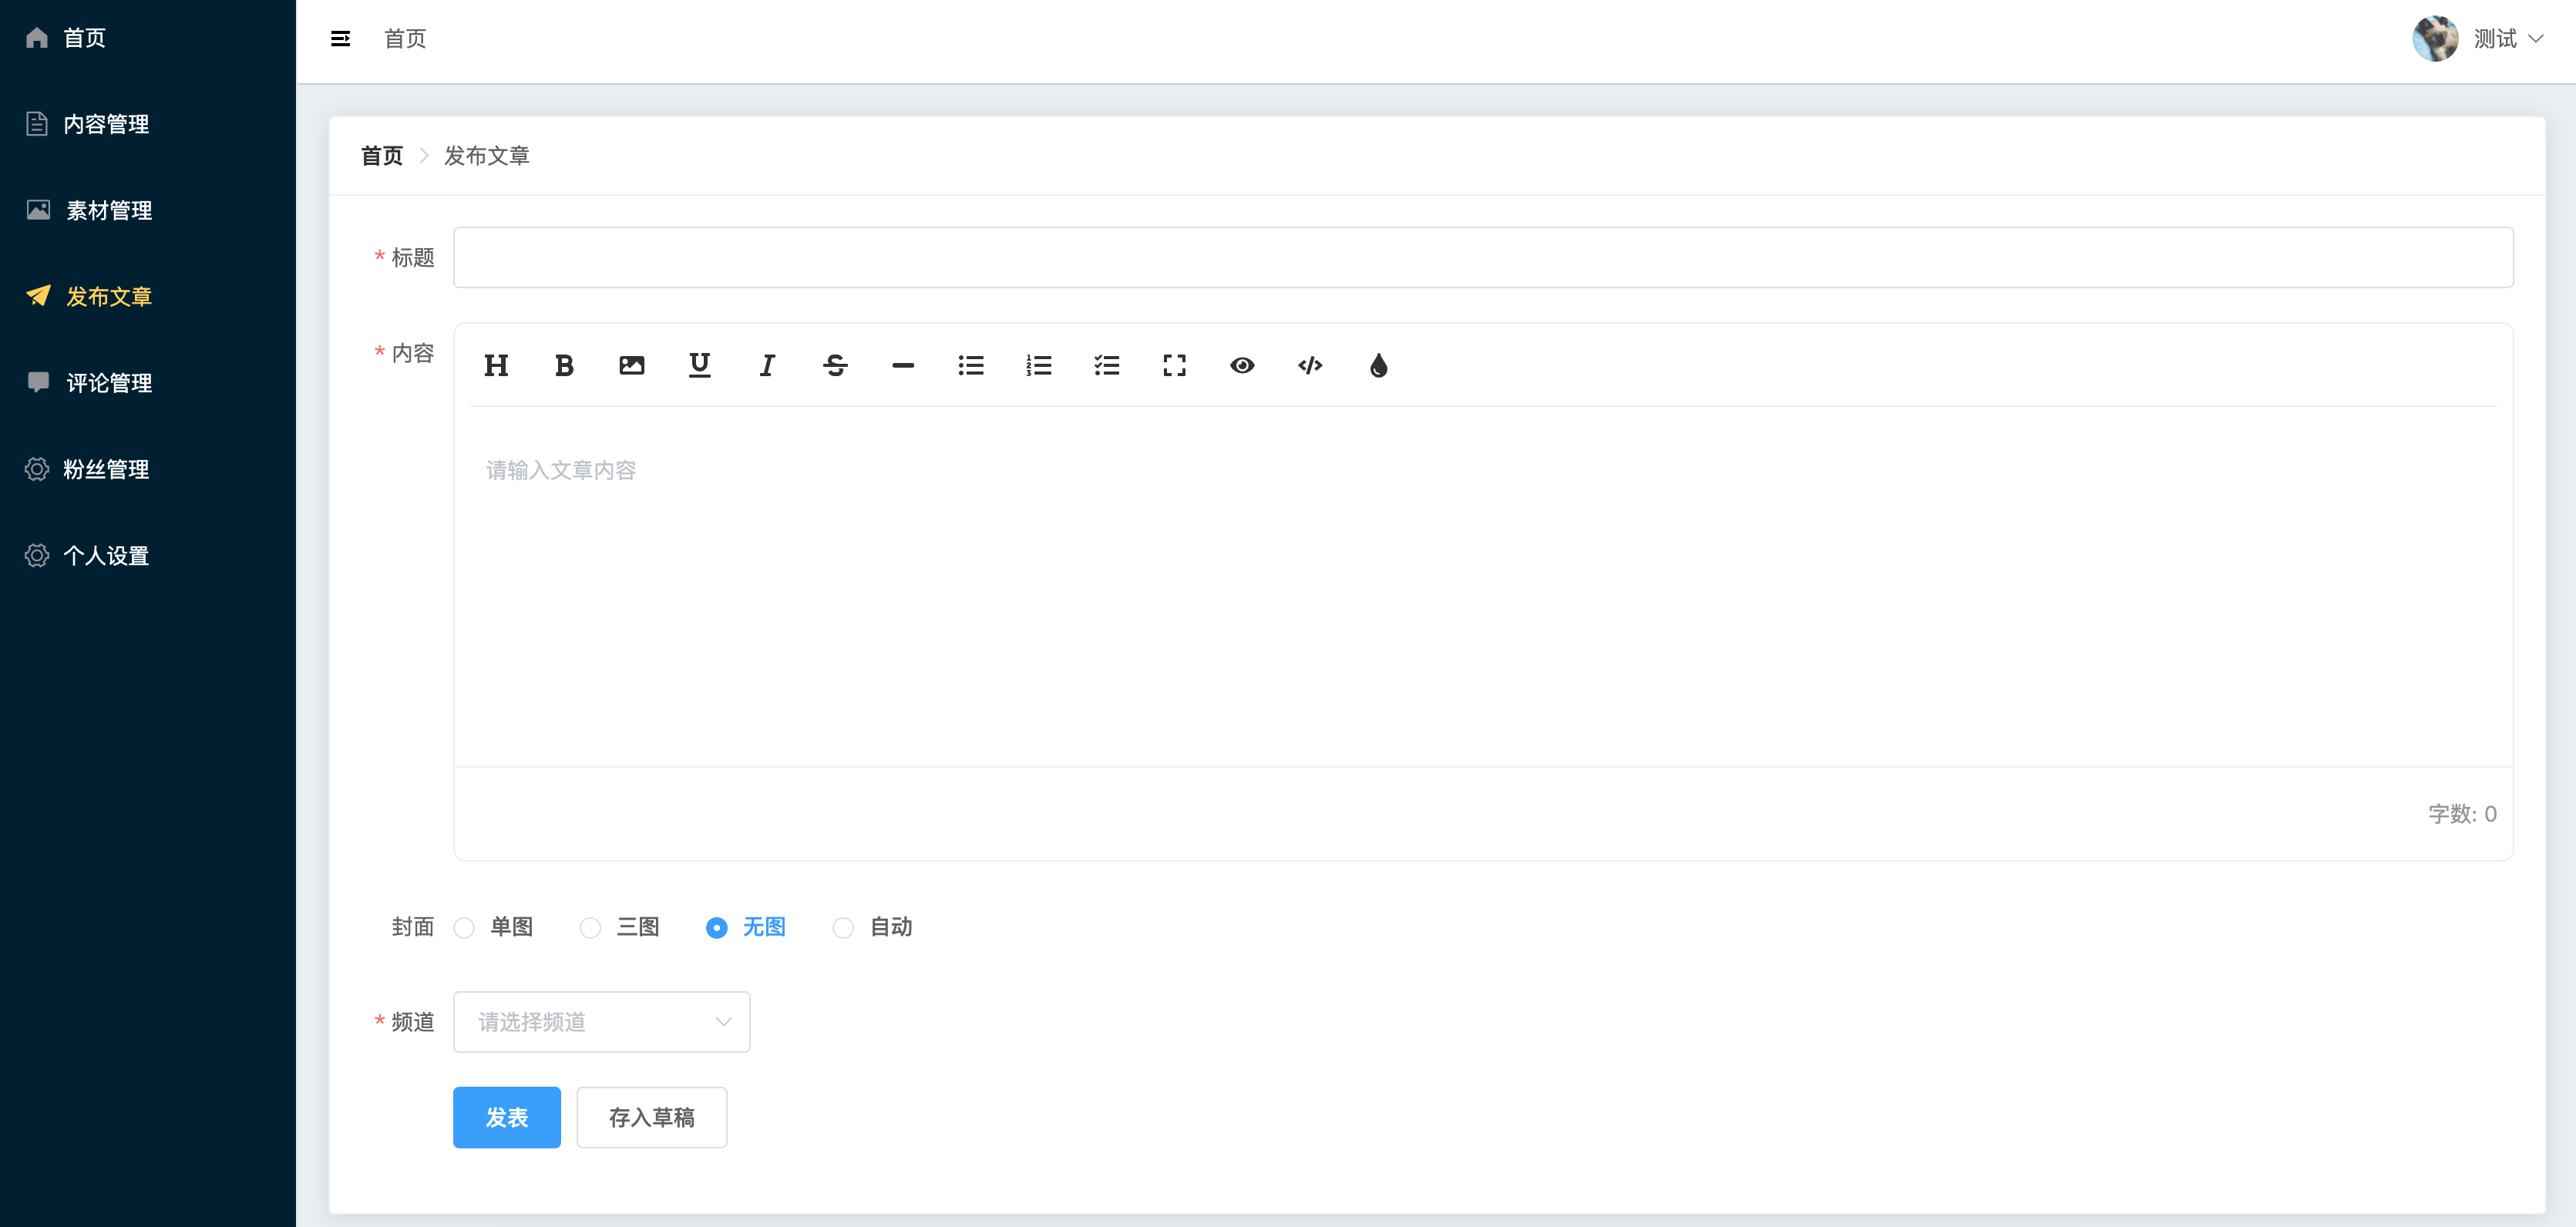 首页
内容管理
素材管理
发布文章
评论管理
粉丝管理
个人设置
首页
测试
首页 发布文章
* 标题
* 内容
请输入文章内容
字数: 0
封面 单图 三图 无图 自动
* 频道 请选择频道
发表 存入草稿